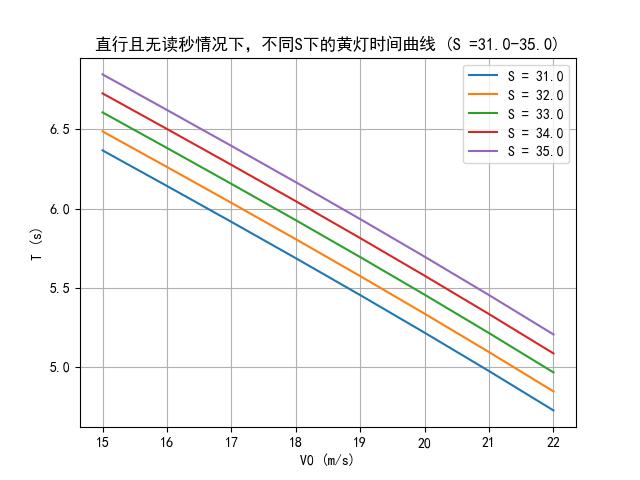 直行且无读秒情况下，不同S下的黄灯时间曲线 (S =31.0-35.0)
S = 31.0
S = 32.0
S = 33.0
S = 34.0
S = 35.0
6.5
6.0
5.5
5.0
T (s)
15 16 17 18 19 20 21 22
V0 (m/s)